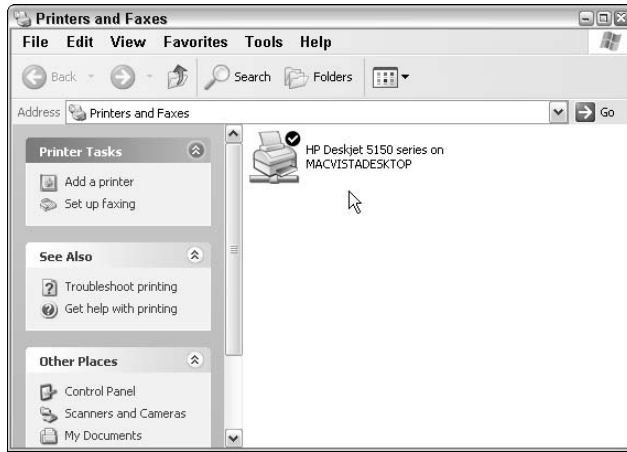 Printers and Faxes
File Edit View Favorites Tools Help
Back Search Folders
Address Printers and Faxes Go
Printer Tasks
Add a printer
Set up faxing
See Also
Troubleshoot printing
Get help with printing
Other Places
Control Panel
Scanners and Cameras
My Documents
HP Deskjet 5150 series on
MACVISTADESKTOP